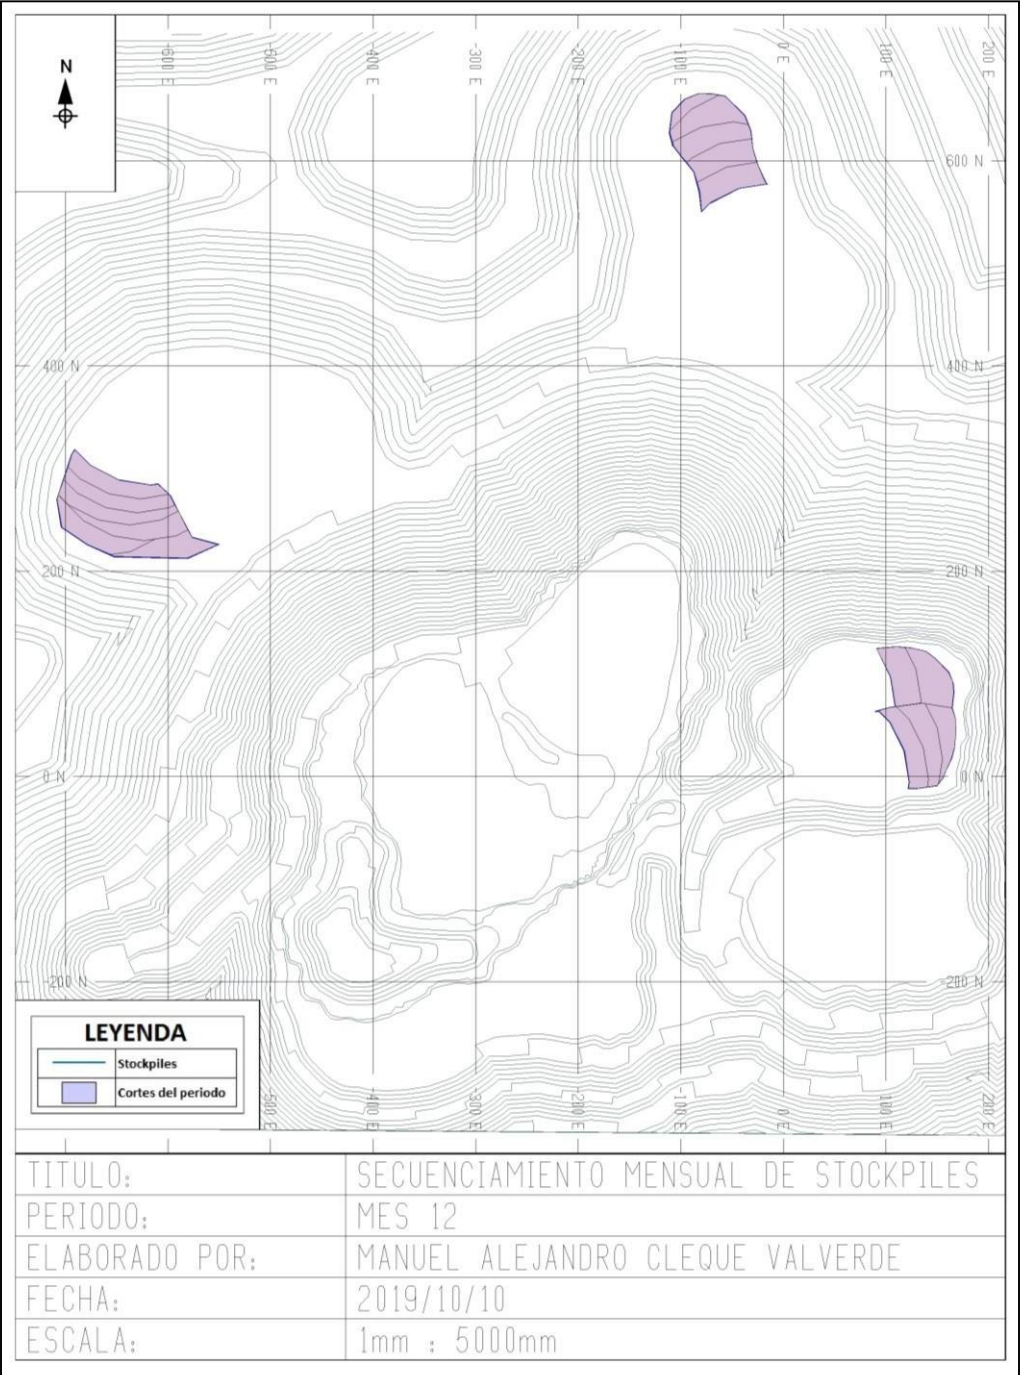 N
-600 E
-500 E
-400 E
-300 E
-200 E
-100 E
0 E
100 E
200 E
600 N
400 N
400 N
200 N
200 N
0 N
0 N
-200 N
-200 N
-500 E
-400 E
-300 E
-200 E
-100 E
0 E
100 E
200 E
LEYENDA
Stockpiles
Cortes del periodo
TITULO: SECUENCIAMIENTO MENSUAL DE STOCKPILES
PERIODO: MES 12
ELABORADO POR: MANUEL ALEJANDRO CLEQUE VALVERDE
FECHA: 2019/10/10
ESCALA: 1mm : 5000mm